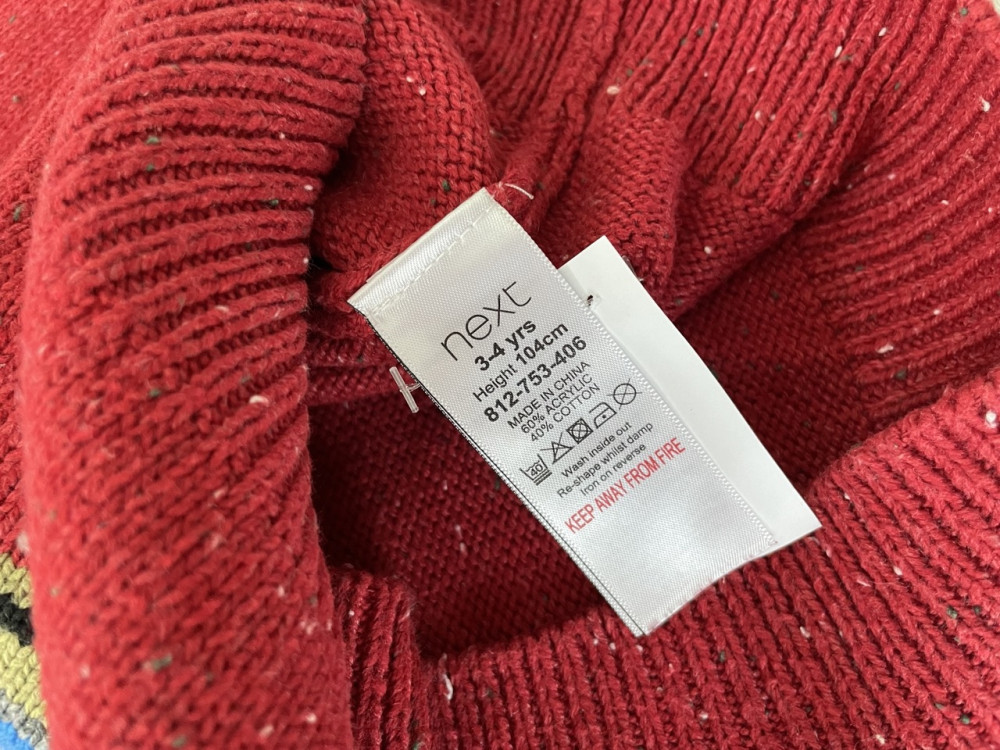 next
3-4 yrs
Height 104cm
812-753-406
MADE IN CHINA
60% ACRYLIC
40% COTTON
40
Wash inside out
Re-shape whilst damp
Iron on reverse
KEEP AWAY FROM FIRE